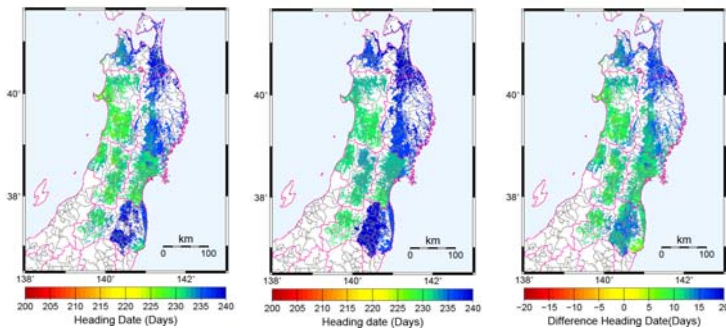 40'
38'
km
0 100
138' 140' 142'
200 205 210 215 220 225 230 235 240
Heading Date (Days)
40'
38'
km
0 100
138' 140' 142'
200 205 210 215 220 225 230 235 240
Heading date (Days)
40'
38'
km
0 100
138' 140' 142'
-20 -15 -10 -5 0 5 10 15 20
Difference Heading Date(Days)